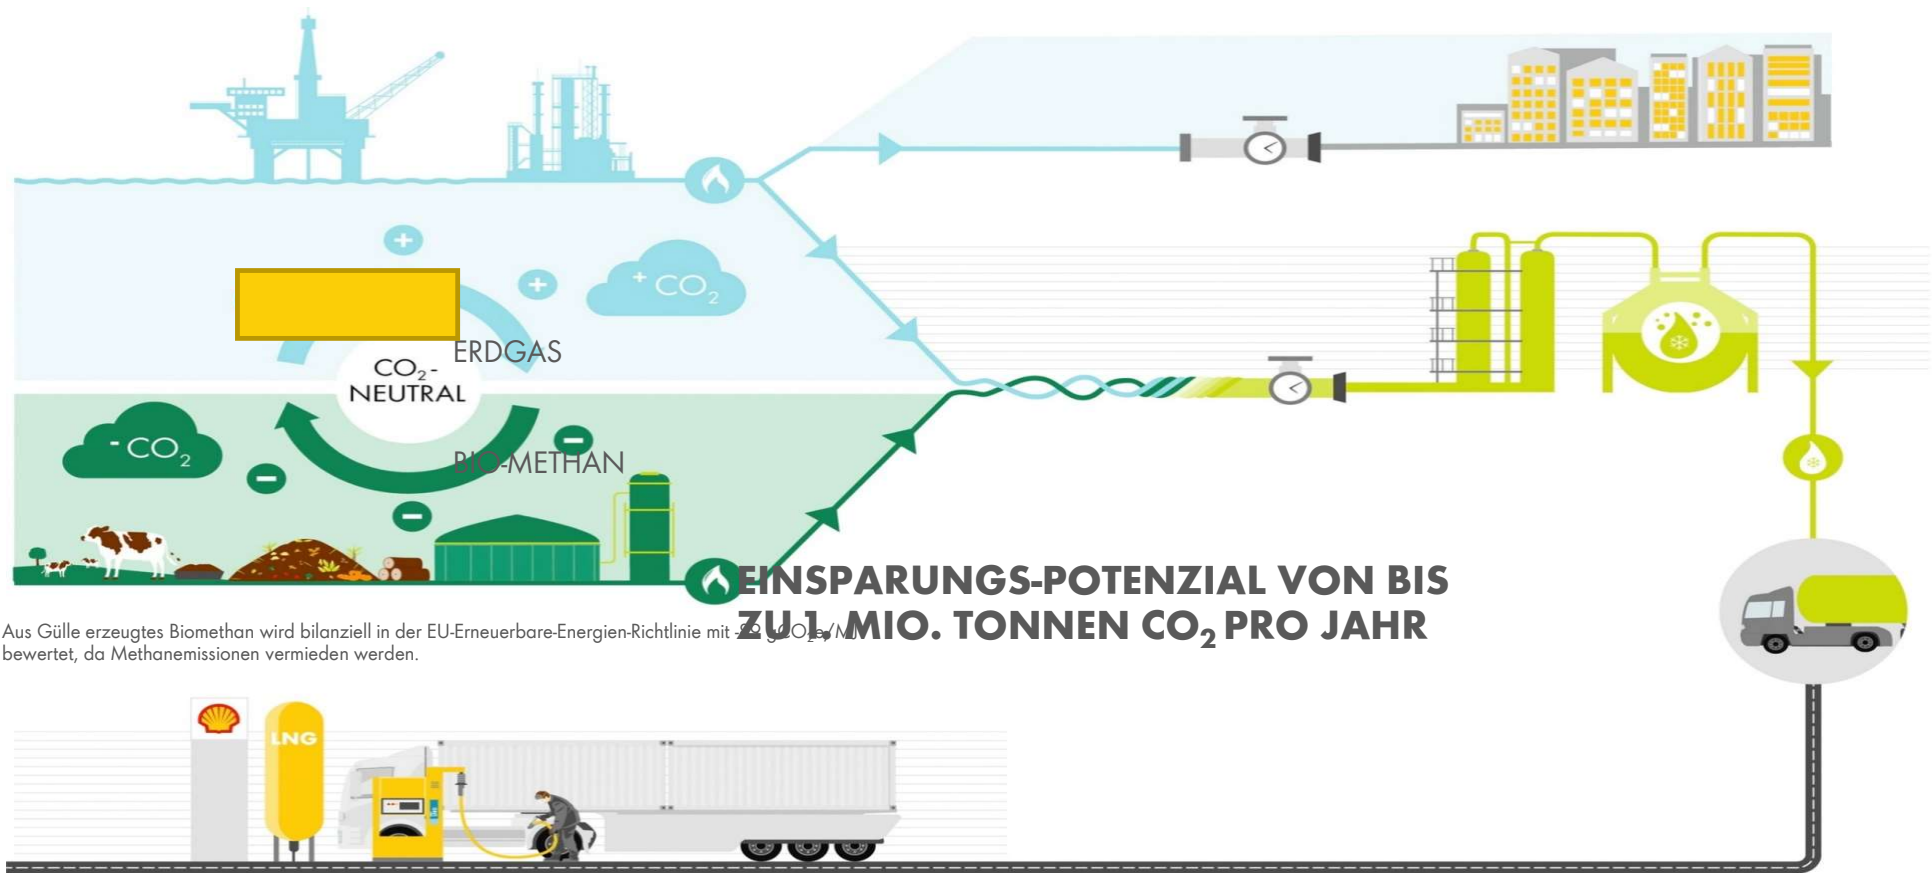 + CO₂
ERDGAS
CO₂-
NEUTRAL
- CO₂
BIO-METHAN
EINSPARUNGS-POTENZIAL VON BIS
ZU 1, MIO. TONNEN CO₂ PRO JAHR
Aus Gülle erzeugtes Biomethan wird bilanziell in der EU-Erneuerbare-Energien-Richtlinie mit
bewertet, da Methanemissionen vermieden werden.
LNG